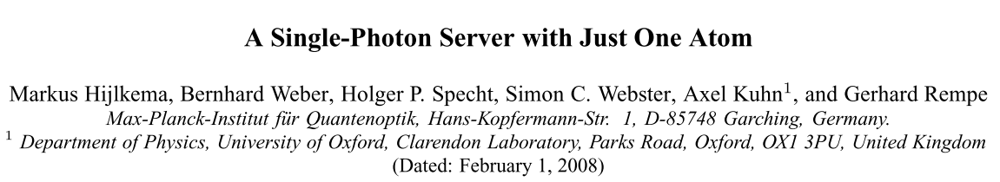 A Single-Photon Server with Just One Atom
Markus Hijlkema, Bernhard Weber, Holger P. Specht, Simon C. Webster, Axel Kuhn¹, and Gerhard Rempe
Max-Planck-Institut für Quantenoptik, Hans-Kopfermann-Str. 1, D-85748 Garching, Germany.
¹ Department of Physics, University of Oxford, Clarendon Laboratory, Parks Road, Oxford, OX1 3PU, United Kingdom
(Dated: February 1, 2008)